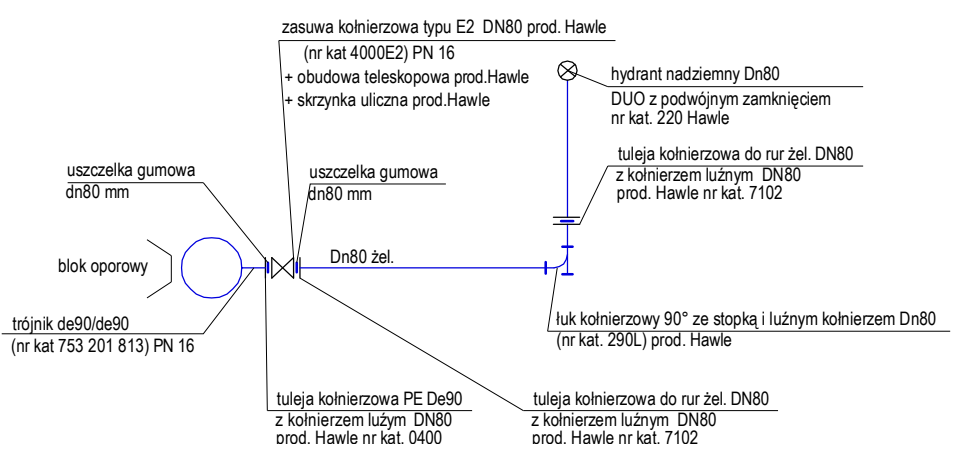 zasuwa kołnierzowa typu E2 DN80 prod. Hawle
(nr kat 4000E2) PN 16
+ obudowa teleskopowa prod.Hawle
+ skrzynka uliczna prod.Hawle
hydrant nadziemny Dn80
DUO z podwójnym zamknięciem
nr kat. 220 Hawle
tuleja kołnierzowa do rur żel. DN80
z kołnierzem luźnym DN80
prod. Hawle nr kat. 7102
uszczelka gumowa
dn80 mm
uszczelka gumowa
dn80 mm
Dn80 żel.
blok oporowy
trójnik de90/de90
(nr kat 753 201 813) PN 16
łuk kołnierzowy 90° ze stopką i luźnym kołnierzem Dn80
(nr kat. 290L) prod. Hawle
tuleja kołnierzowa PE De90
z kołnierzem luźym DN80
prod. Hawle nr kat. 0400
tuleja kołnierzowa do rur żel. DN80
z kołnierzem luźnym DN80
prod. Hawle nr kat. 7102